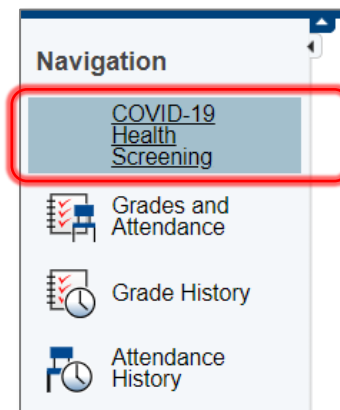 Navigation
COVID-19
Health
Screening
Grades and
Attendance
Grade History
Attendance
History